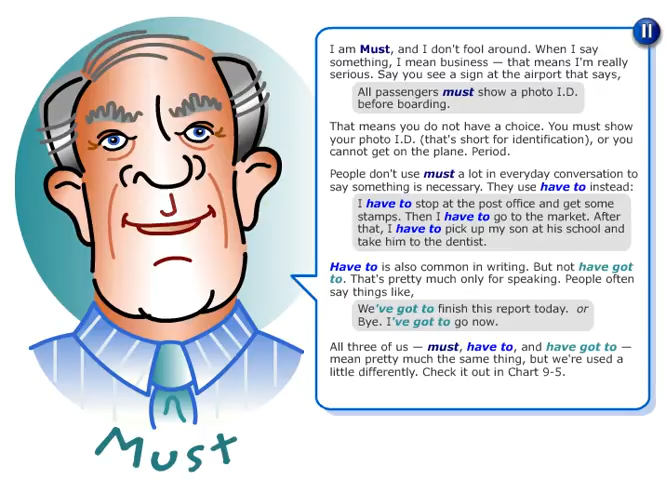 II
I am Must, and I don't fool around. When I say
something, I mean business — that means I'm really
serious. Say you see a sign at the airport that says,
All passengers must show a photo I.D.
before boarding.
That means you do not have a choice. You must show
your photo I.D. (that's short for identification), or you
cannot get on the plane. Period.
People don't use must a lot in everyday conversation to
say something is necessary. They use have to instead:
I have to stop at the post office and get some
stamps. Then I have to go to the market. After
that, I have to pick up my son at his school and
take him to the dentist.
Have to is also common in writing. But not have got
to. That's pretty much only for speaking. People often
say things like,
We've got to finish this report today. or
Bye. I've got to go now.
All three of us — must, have to, and have got to —
mean pretty much the same thing, but we're used a
little differently. Check it out in Chart 9-5.
Must